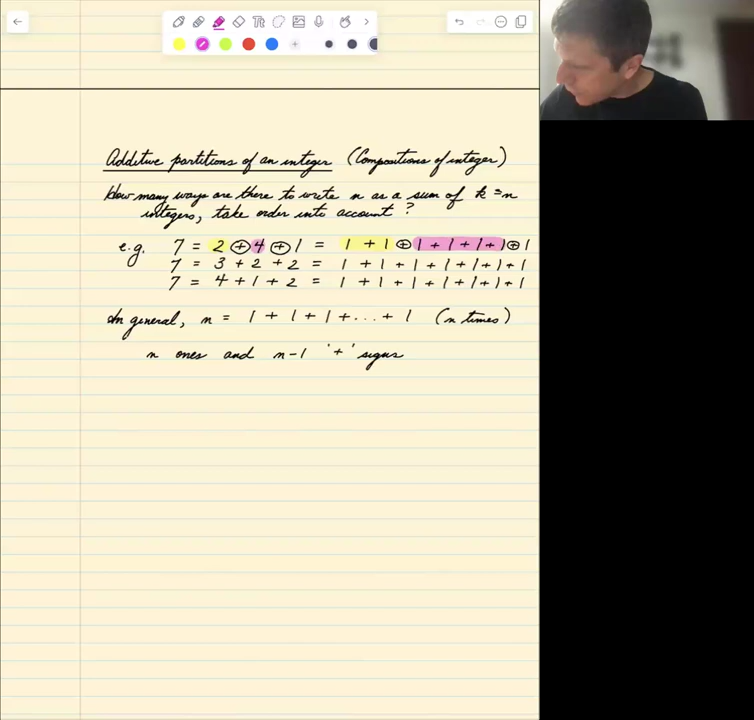 Additive partitions of an integer (Compositions of integer)
How many ways are there to write n as a sum of k ≤ n
integers, take order into account?
e.g. 7 = 2 ⊕ 4 ⊕ 1 = 1 + 1 ⊕ 1 + 1 + 1 + 1 ⊕ 1
7 = 3 + 2 + 2 = 1 + 1 + 1 + 1 + 1 + 1 + 1
7 = 4 + 1 + 2 = 1 + 1 + 1 + 1 + 1 + 1 + 1
In general, n = 1 + 1 + 1 + ... + 1 (n times)
n ones and n-1 '+' signs